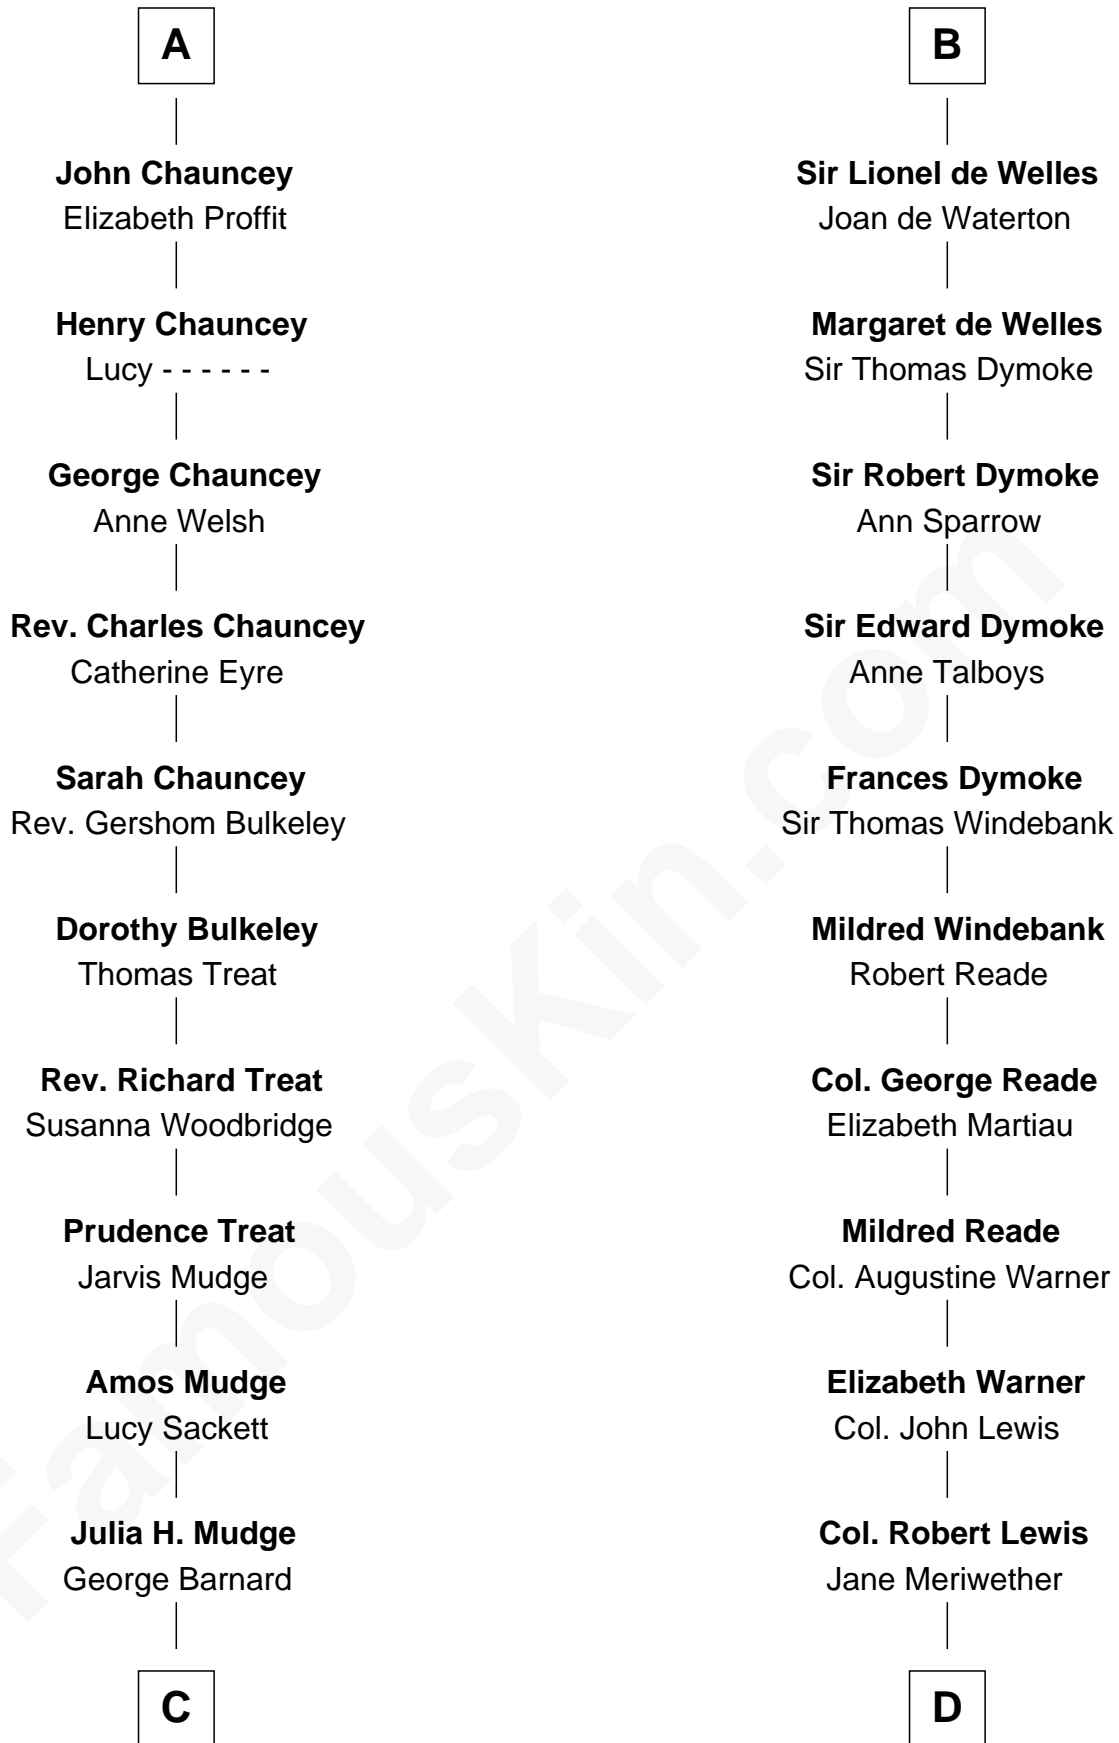 A
John Chauncey
Elizabeth Proffit
Henry Chauncey
Lucy - - - - - -
George Chauncey
Anne Welsh
Rev. Charles Chauncey
Catherine Eyre
Sarah Chauncey
Rev. Gershom Bulkeley
Dorothy Bulkeley
Thomas Treat
Rev. Richard Treat
Susanna Woodbridge
Prudence Treat
Jarvis Mudge
Amos Mudge
Lucy Sackett
Julia H. Mudge
George Barnard
C
B
Sir Lionel de Welles
Joan de Waterton
Margaret de Welles
Sir Thomas Dymoke
Sir Robert Dymoke
Ann Sparrow
Sir Edward Dymoke
Anne Talboys
Frances Dymoke
Sir Thomas Windebank
Mildred Windebank
Robert Reade
Col. George Reade
Elizabeth Martiau
Mildred Reade
Col. Augustine Warner
Elizabeth Warner
Col. John Lewis
Col. Robert Lewis
Jane Meriwether
D
FamousKin.com